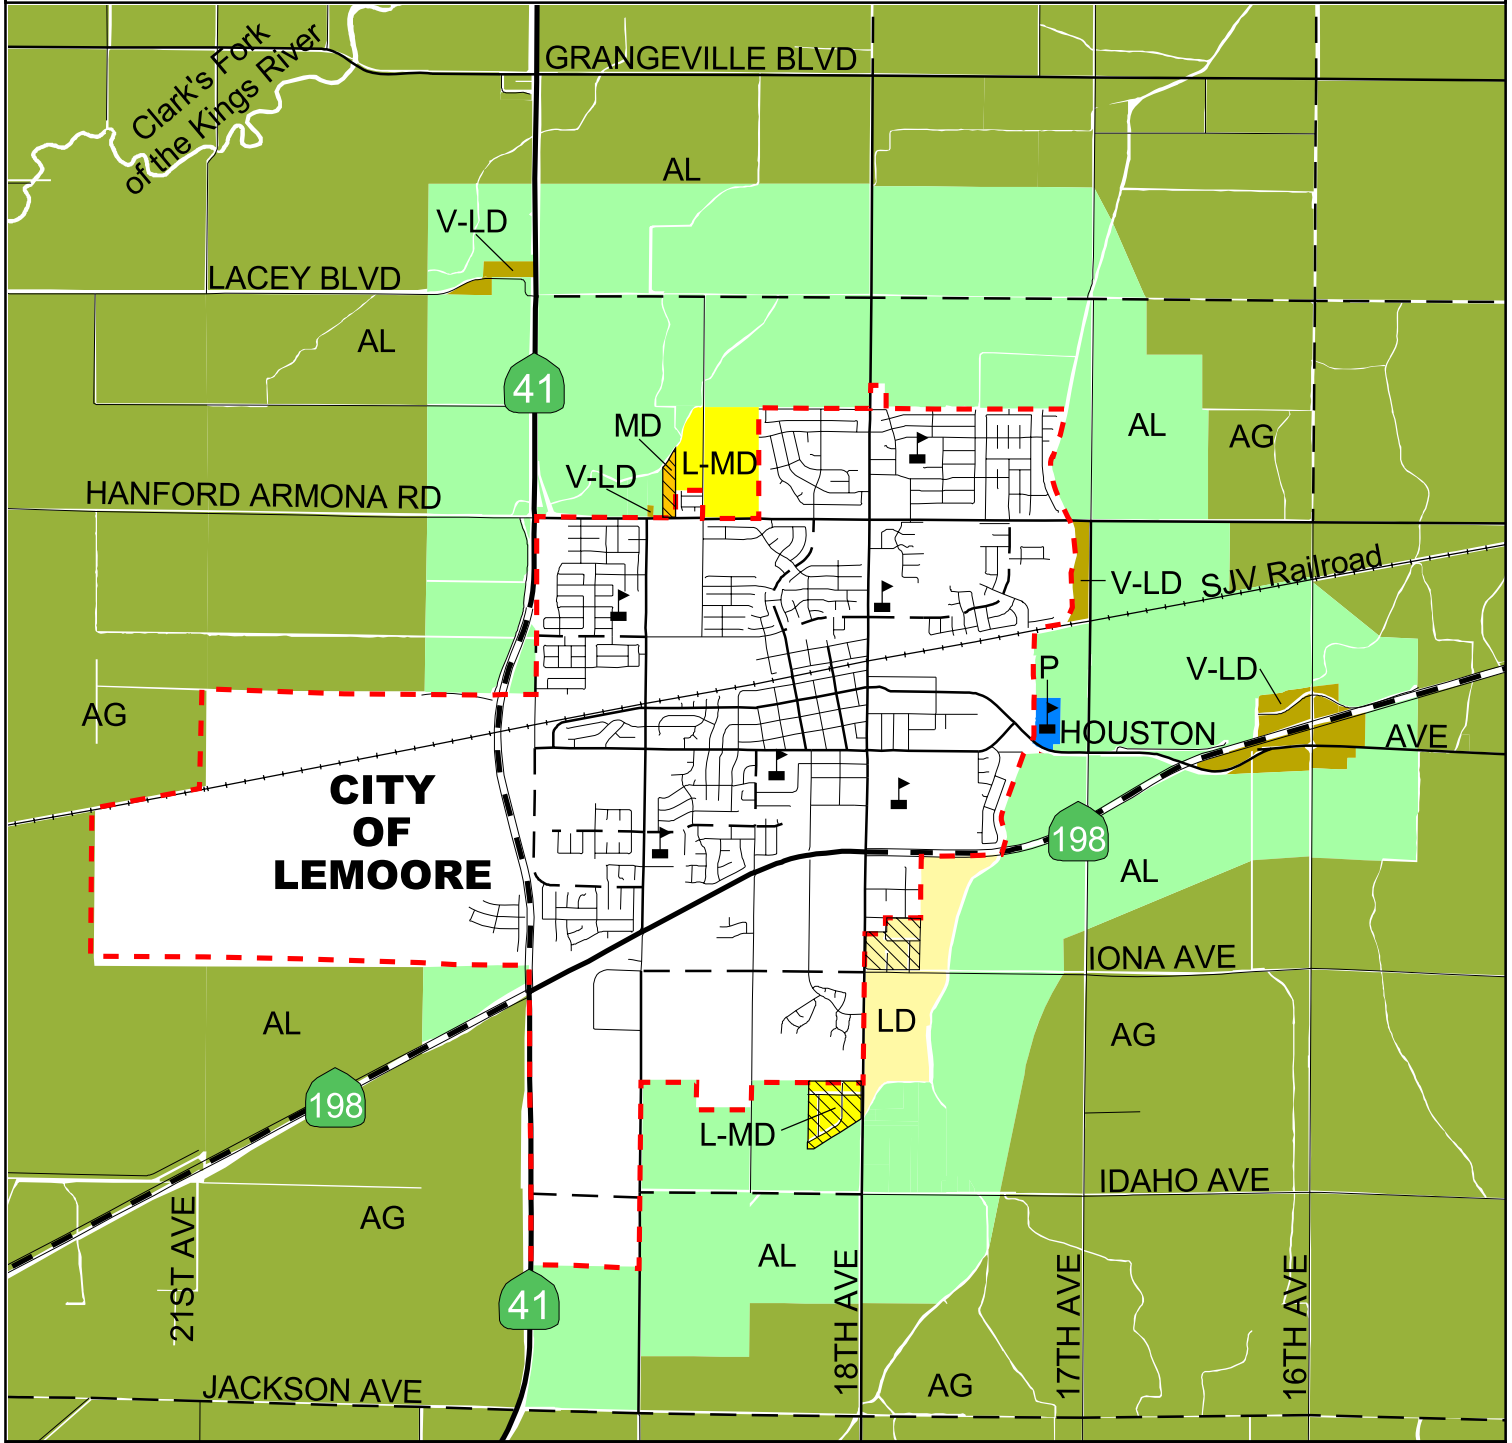 GRANGEVILLE BLVD
Clark's Fork
of the Kings River
AL
V-LD
LACEY BLVD
AL
41
MD
L-MD
AL
AG
V-LD
HANFORD ARMONA RD
V-LD
SJV Railroad
P
V-LD
AG
HOUSTON
AVE
CITY
OF
LEMOORE
198
AL
IONA AVE
AL
LD
AG
198
L-MD
IDAHO AVE
AG
21ST AVE
AL
18TH AVE
17TH AVE
16TH AVE
41
JACKSON AVE
AG